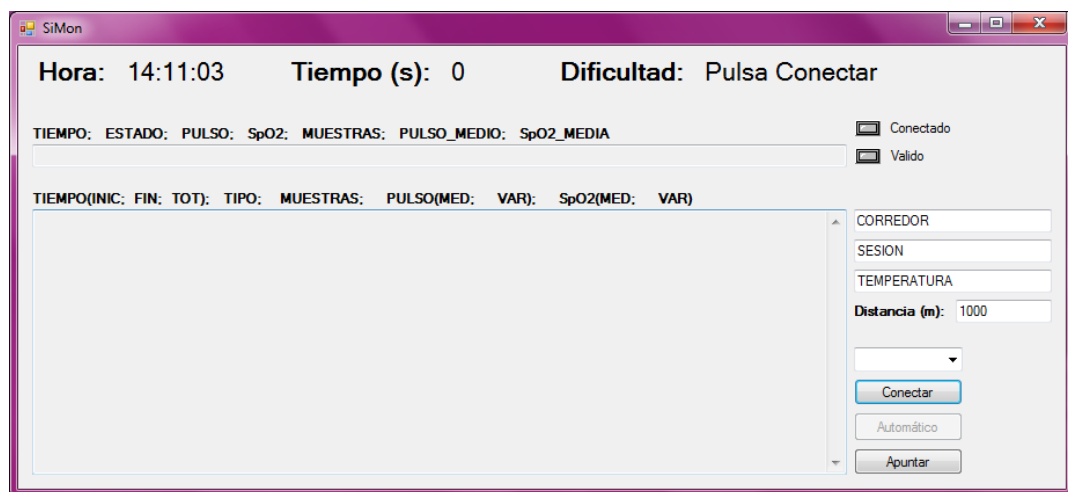 SiMon
Hora: 14:11:03 Tiempo (s): 0 Dificultad: Pulsa Conectar
TIEMPO; ESTADO; PULSO; SpO2; MUESTRAS; PULSO_MEDIO; SpO2_MEDIA
Conectado
Valido
TIEMPO(INIC; FIN; TOT); TIPO; MUESTRAS; PULSO(MED; VAR); SpO2(MED; VAR)
CORREDOR
SESION
TEMPERATURA
Distancia (m): 1000
Conectar
Automático
Apuntar